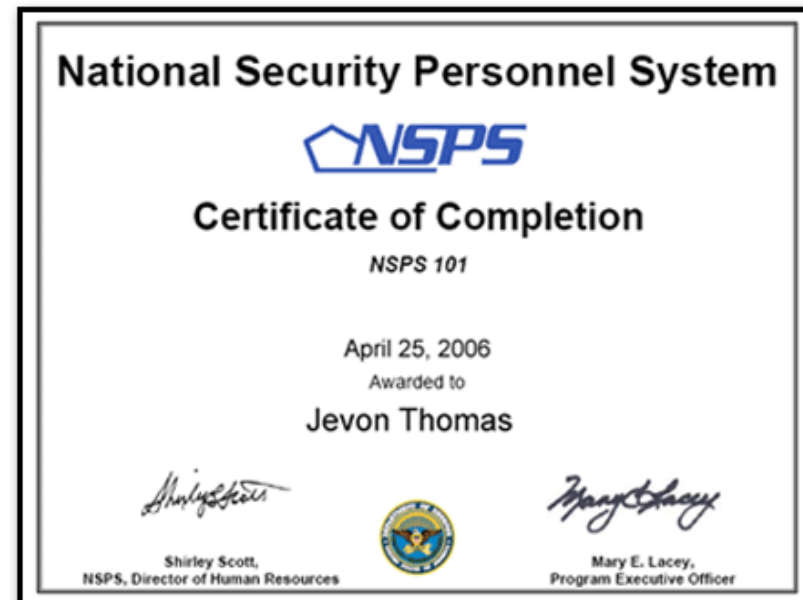 National Security Personnel System
NSPS
Certificate of Completion
NSPS 101
April 25, 2006
Awarded to
Jevon Thomas
Shirley Scott,
NSPS, Director of Human Resources
Mary E. Lacey,
Program Executive Officer